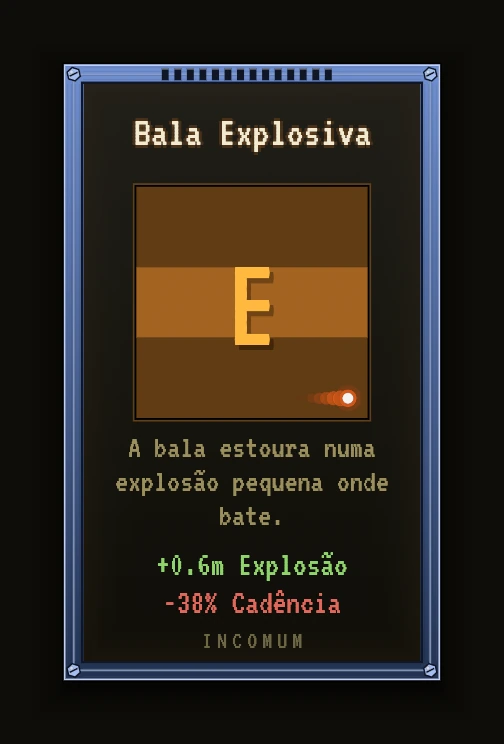 Bala Explosiva
E
A bala estoura numa
explosão pequena onde
bate.
+0.6m Explosão
-38% Cadência
INCOMUM